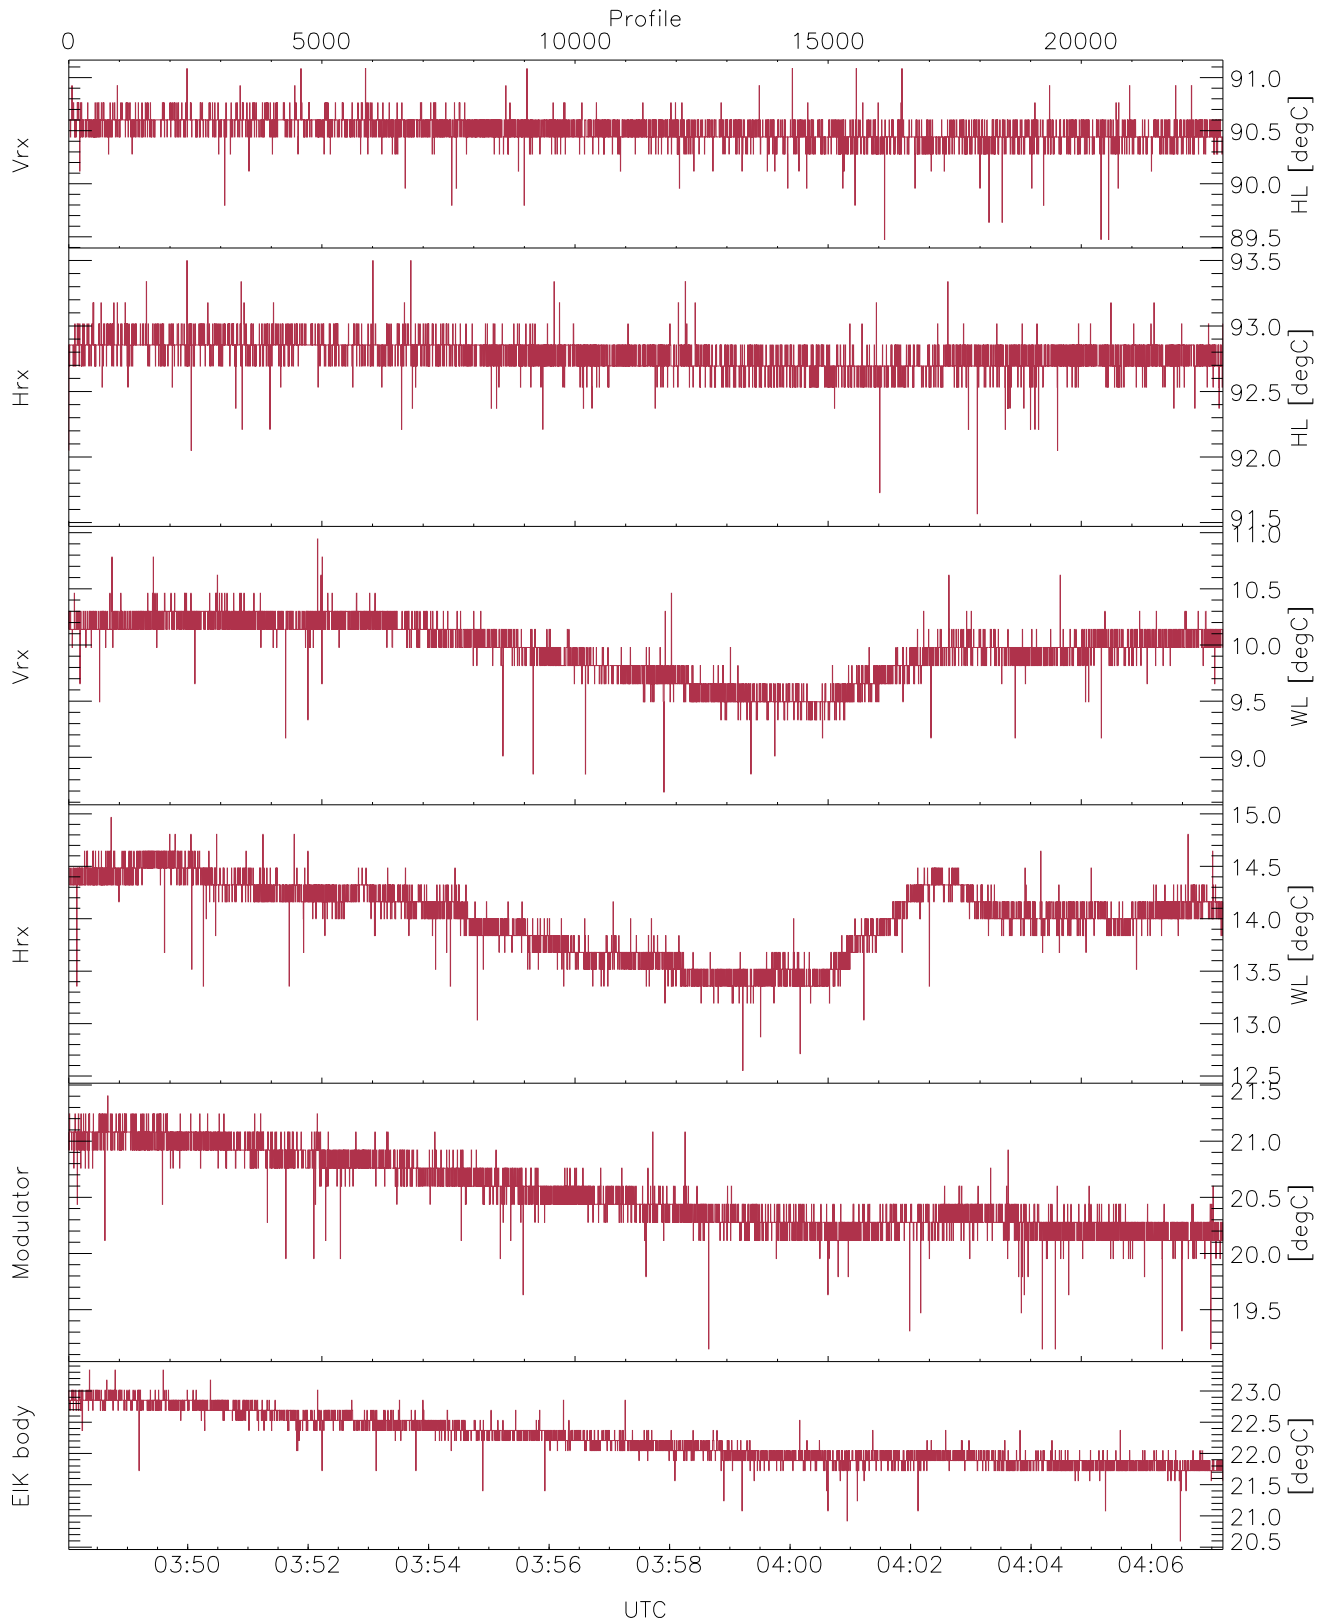 Profile
0 5000 10000 15000 20000
Vrx
91.0
90.5
90.0
89.5
HL [degC]
Hrx
93.5
93.0
92.5
92.0
91.5
HL [degC]
Vrx
11.0
10.5
10.0
9.5
9.0
WL [degC]
Hrx
15.0
14.5
14.0
13.5
13.0
12.5
WL [degC]
Modulator
21.5
21.0
20.5
20.0
19.5
[degC]
EIK body
23.0
22.5
22.0
21.5
21.0
20.5
[degC]
03:50 03:52 03:54 03:56 03:58 04:00 04:02 04:04 04:06
UTC